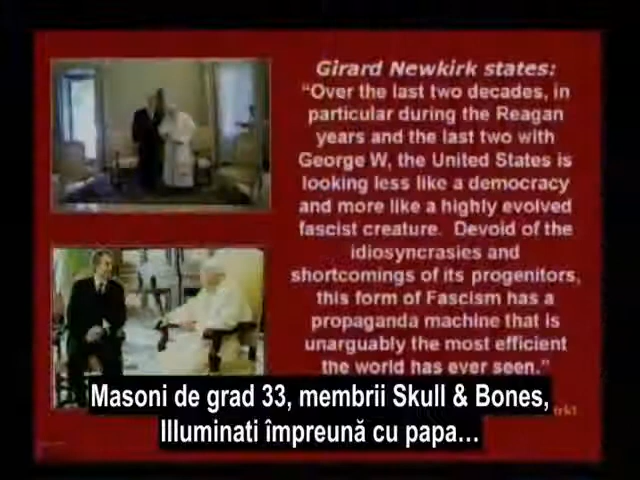 Girard Newkirk states:
“Over the last two decades, in
particular during the Reagan
years and the last two with
George W, the United States is
looking less like a democracy
and more like a highly evolved
fascist creature. Devoid of the
idiosyncrasies and
shortcomings of its progenitors,
this form of Fascism has a
propaganda machine that is
unarguably the most efficient
the world has ever seen.”
Masoni de grad 33, membrii Skull & Bones,
Illuminati împreună cu papa...